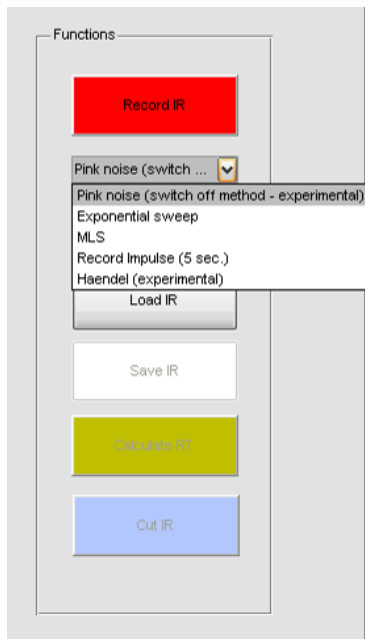 Functions
Record IR
Pink noise (switch ...
Pink noise (switch off method - experimental)
Exponential sweep
MLS
Record Impulse (5 sec.)
Haendel (experimental)
Load IR
Save IR
Calculate RT
Cut IR